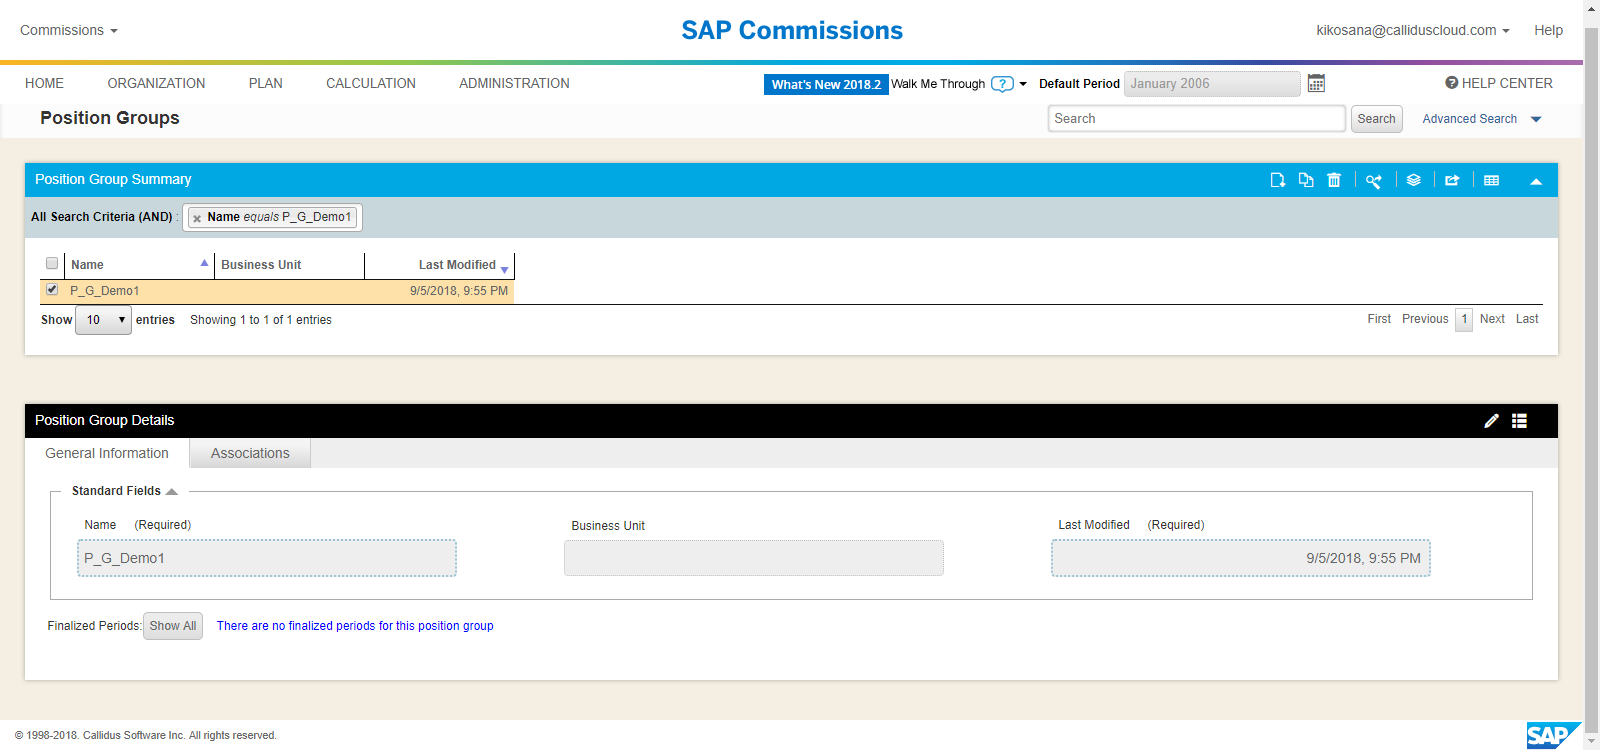 Commissions
SAP Commissions
kikosana@calliduscloud.com
Help
HOME
ORGANIZATION
PLAN
CALCULATION
ADMINISTRATION
What's New 2018.2
Walk Me Through
?
Default Period
January 2006
? HELP CENTER
Position Groups
Search
Search
Advanced Search
Position Group Summary
All Search Criteria (AND) :
× Name equals P_G_Demo1
Name
Business Unit
Last Modified
P_G_Demo1
9/5/2018, 9:55 PM
Show 10 entries
Showing 1 to 1 of 1 entries
First Previous 1 Next Last
Position Group Details
General Information
Associations
Standard Fields
Name (Required)
Business Unit
Last Modified (Required)
P_G_Demo1
9/5/2018, 9:55 PM
Finalized Periods: Show All There are no finalized periods for this position group
© 1998-2018. Callidus Software Inc. All rights reserved.
SAP